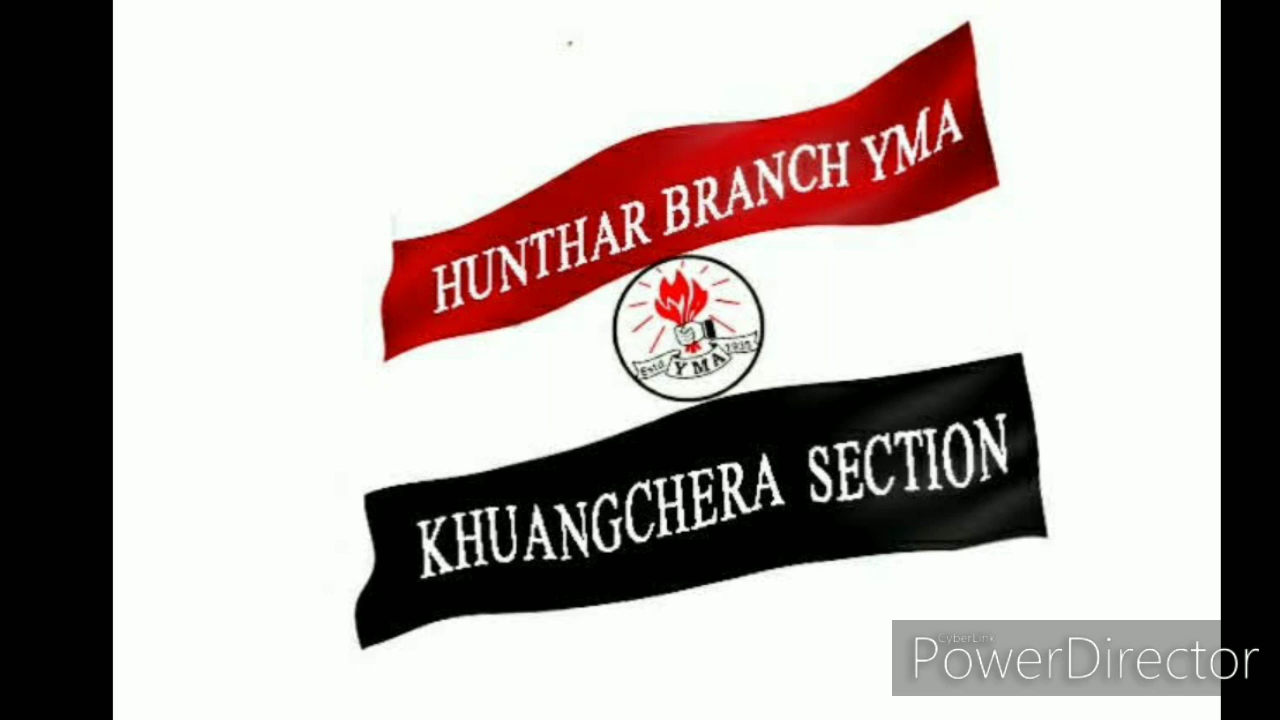 HUNTHAR BRANCH YMA
Estd. YMA 1935
KHUANGCHERA SECTION
CyberLink
PowerDirector